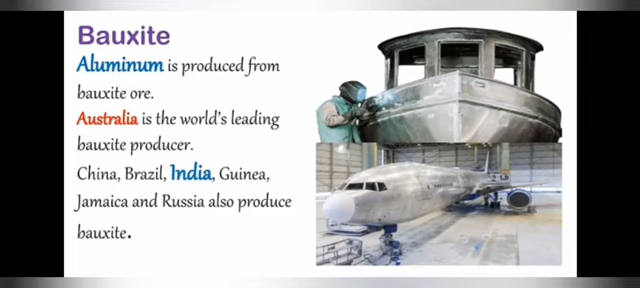 Bauxite
Aluminum is produced from
bauxite ore.
Australia is the world's leading
bauxite producer.
China, Brazil, India, Guinea,
Jamaica and Russia also produce
bauxite.